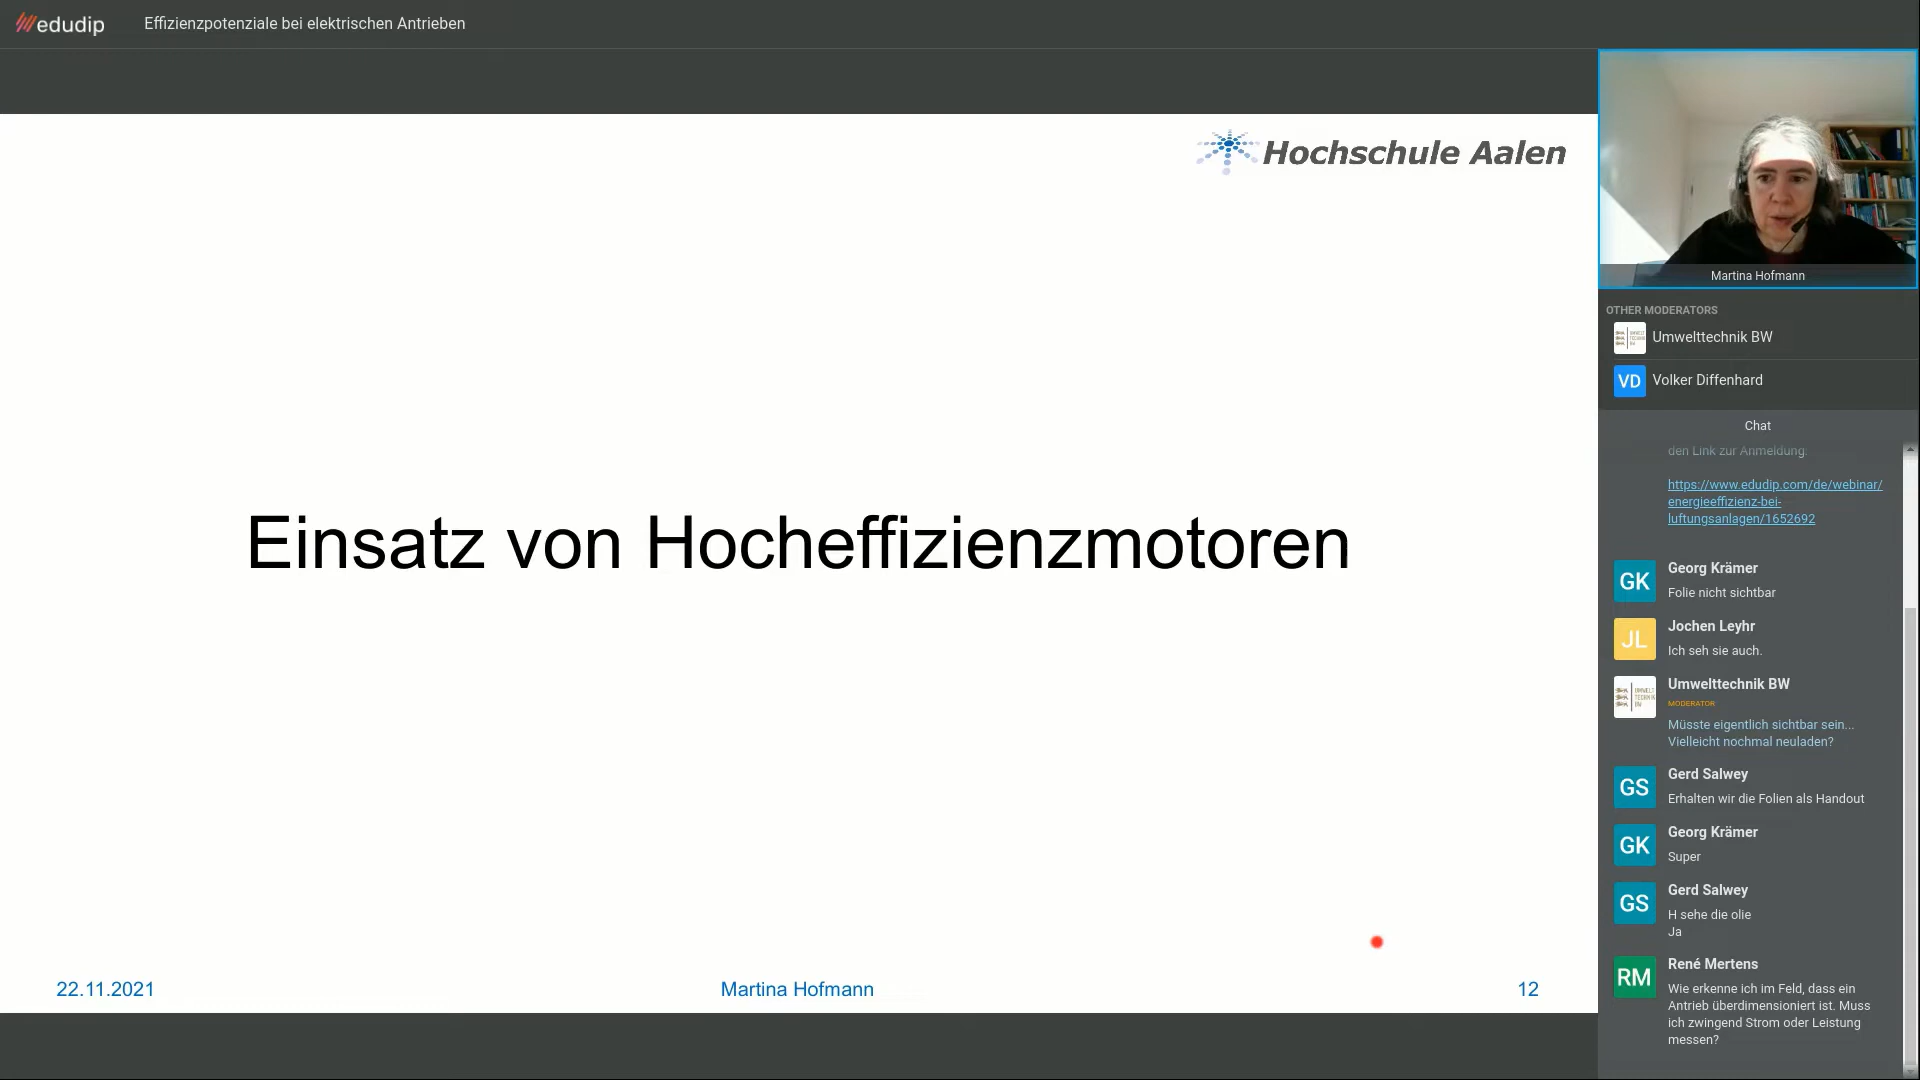 edudip
Effizienzpotenziale bei elektrischen Antrieben
Hochschule Aalen
Einsatz von Hocheffizienzmotoren
22.11.2021
Martina Hofmann
12
Martina Hofmann
OTHER MODERATORS
Umwelttechnik BW
VD
Volker Diffenhard
Chat
den Link zur Anmeldung:
https://www.edudip.com/de/webinar/
energieeffizienz-bei-
luftungsanlagen/1652692
GK
Georg Krämer
Folie nicht sichtbar
JL
Jochen Leyhr
Ich seh sie auch.
UMWELT
TECHNIK
BW
Umwelttechnik BW
MODERATOR
Müsste eigentlich sichtbar sein...
Vielleicht nochmal neuladen?
GS
Gerd Salwey
Erhalten wir die Folien als Handout
GK
Georg Krämer
Super
GS
Gerd Salwey
H sehe die olie
Ja
RM
René Mertens
Wie erkenne ich im Feld, dass ein
Antrieb überdimensioniert ist. Muss
ich zwingend Strom oder Leistung
messen?